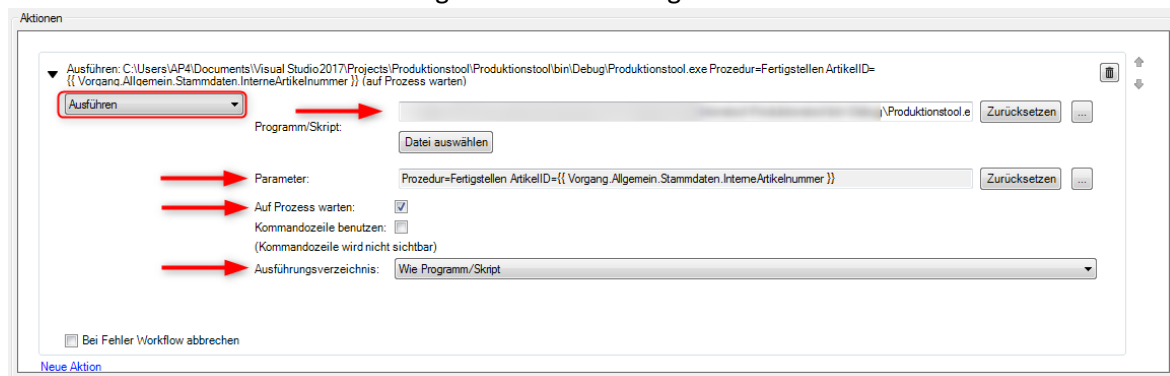 Aktionen
Ausführen: C:\Users\AP4\Documents\Visual Studio2017\Projects\Produktionstool\Produktionstool\bin\Debug\Produktionstool.exe Prozedur=Fertigstellen ArtikelID=
{{ Vorgang.Allgemein.Stammdaten.InterneArtikelnummer }} (auf Prozess warten)
Ausführen
Programm/Skript:
\Produktionstool.e
Zurücksetzen
...
Datei auswählen
Parameter:
Prozedur=Fertigstellen ArtikelID={{ Vorgang.Allgemein.Stammdaten.InterneArtikelnummer }}
Zurücksetzen
...
Auf Prozess warten:
Kommandozeile benutzen:
(Kommandozeile wird nicht sichtbar)
Ausführungsverzeichnis:
Wie Programm/Skript
Bei Fehler Workflow abbrechen
Neue Aktion